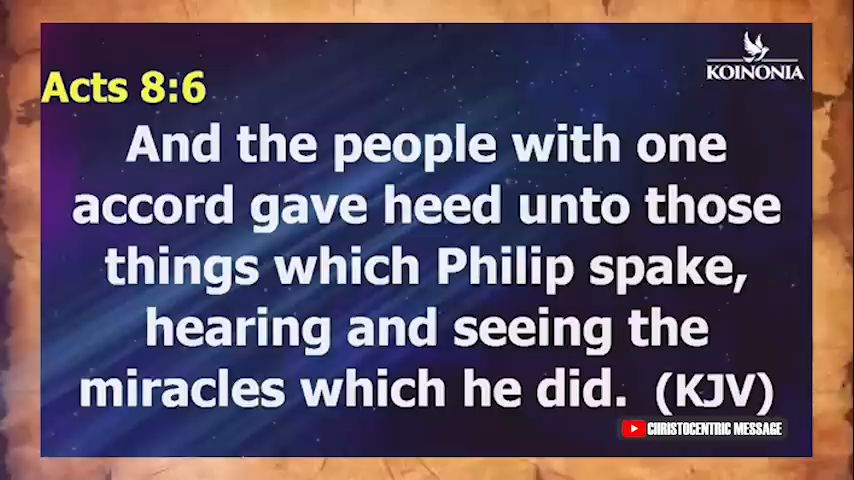 KOINONIA
Acts 8:6
And the people with one
accord gave heed unto those
things which Philip spake,
hearing and seeing the
miracles which he did. (KJV)
CHRISTOCENTRIC MESSAGE